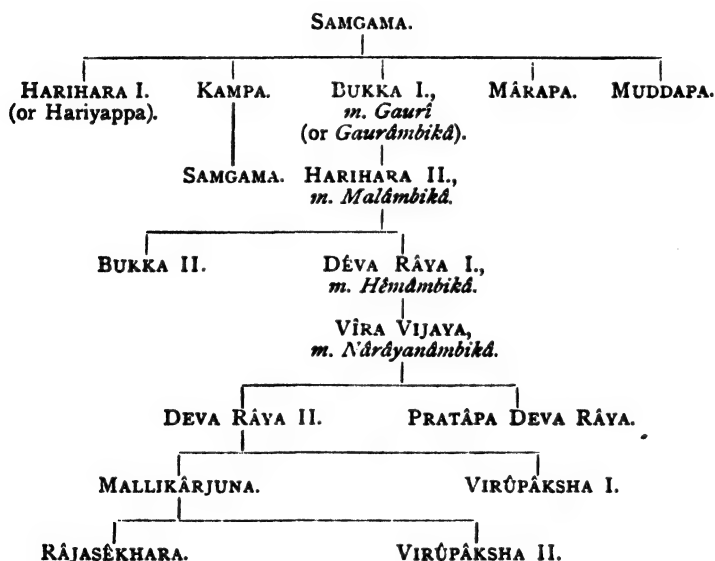 SAMGAMA.
HARIHARA I. KAMPA. BUKKA I., MÂRAPA. MUDDAPA.
(or Hariyappa). m. Gaurî
(or Gaurâmbikâ).
SAMGAMA. HARIHARA II.,
m. Malâmbikâ.
BUKKA II. DÉVA RÂYA I.,
m. Hêmâmbikâ.
VÎRA VIJAYA,
m. Nârâyanâmbikâ.
DEVA RÂYA II. PRATÂPA DEVA RÂYA.
MALLIKÂRJUNA. VIRÛPÂKSHA I.
RÂJASÊKHARA. VIRÛPÂKSHA II.